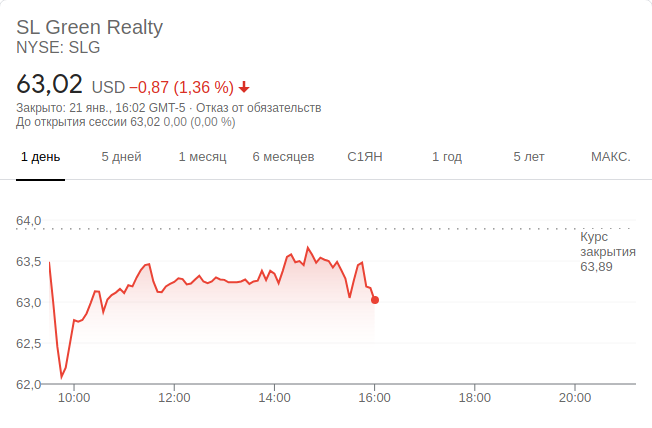 SL Green Realty
NYSE: SLG
63,02 USD −0,87 (1,36 %)
Закрыто: 21 янв., 16:02 GMT-5 · Отказ от обязательств
До открытия сессии 63,02 0,00 (0,00 %)
1 день 5 дней 1 месяц 6 месяцев С1ЯН 1 год 5 лет МАКС.
64,0
Курс
закрытия
63,89
63,5
63,0
62,5
62,0
10:00 12:00 14:00 16:00 18:00 20:00